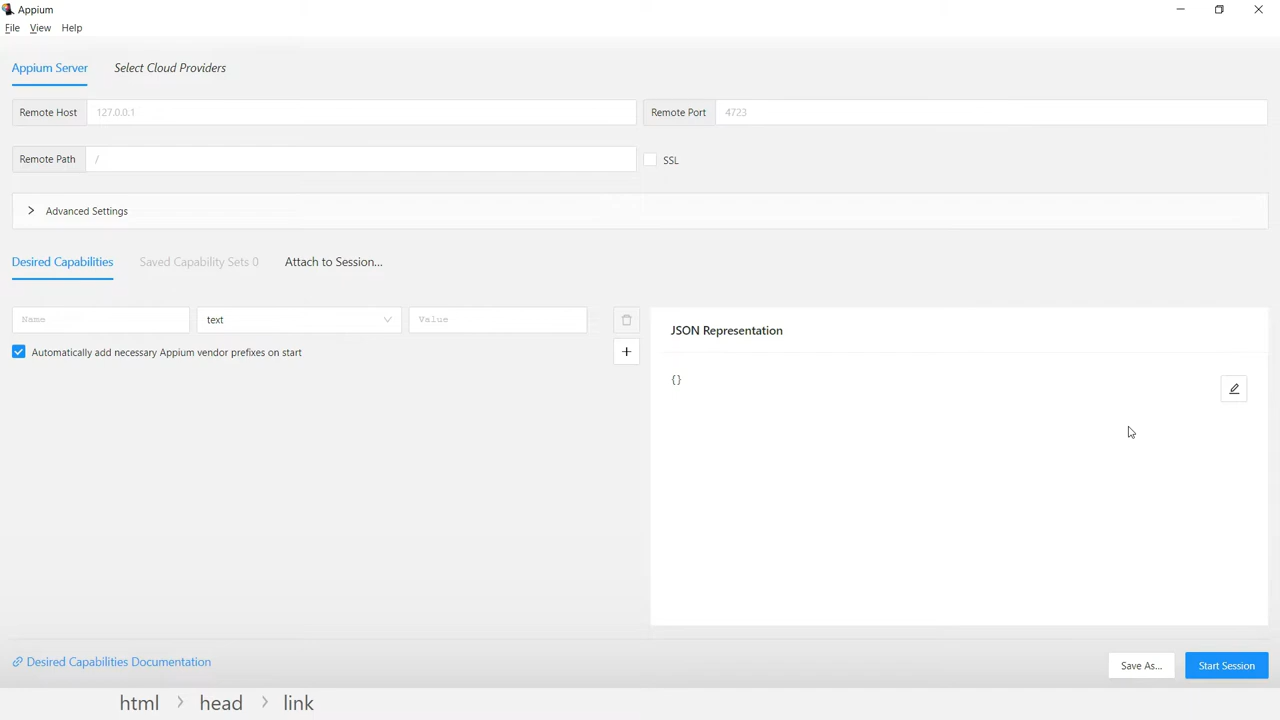 Appium
File View Help
Appium Server Select Cloud Providers
Remote Host 127.0.0.1 Remote Port 4723
Remote Path / SSL
Advanced Settings
Desired Capabilities Saved Capability Sets 0 Attach to Session...
Name text Value
JSON Representation
Automatically add necessary Appium vendor prefixes on start
{}
Desired Capabilities Documentation
Save As... Start Session
html > head > link